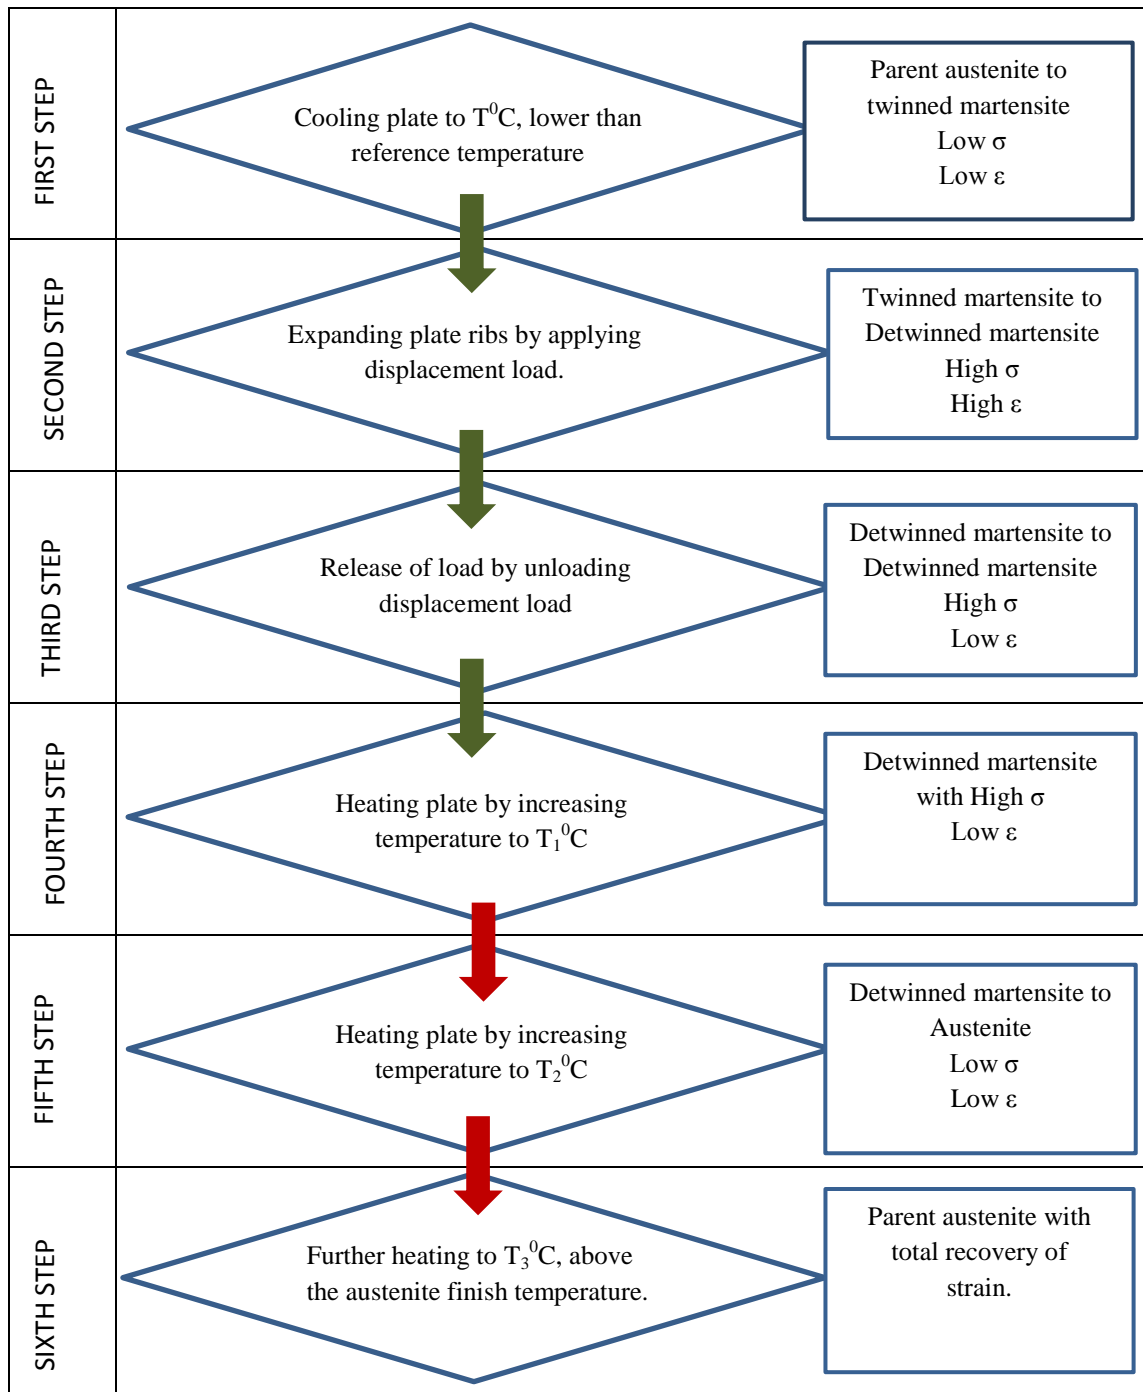 FIRST STEP
Cooling plate to T⁰C, lower than
reference temperature
Parent austenite to
twinned martensite
Low σ
Low ε
SECOND STEP
Expanding plate ribs by applying
displacement load.
Twinned martensite to
Detwinned martensite
High σ
High ε
THIRD STEP
Release of load by unloading
displacement load
Detwinned martensite to
Detwinned martensite
High σ
Low ε
FOURTH STEP
Heating plate by increasing
temperature to T₁⁰C
Detwinned martensite
with High σ
Low ε
FIFTH STEP
Heating plate by increasing
temperature to T₂⁰C
Detwinned martensite to
Austenite
Low σ
Low ε
SIXTH STEP
Further heating to T₃⁰C, above
the austenite finish temperature.
Parent austenite with
total recovery of
strain.